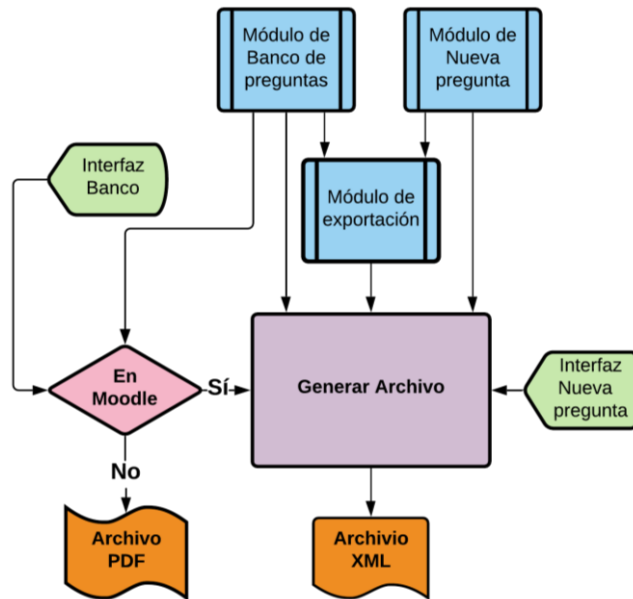 Módulo de
Banco de
preguntas
Módulo de
Nueva
pregunta
Interfaz
Banco
Módulo de
exportación
En
Moodle
Sí
Generar Archivo
Interfaz
Nueva
pregunta
No
Archivo
PDF
Archivio
XML